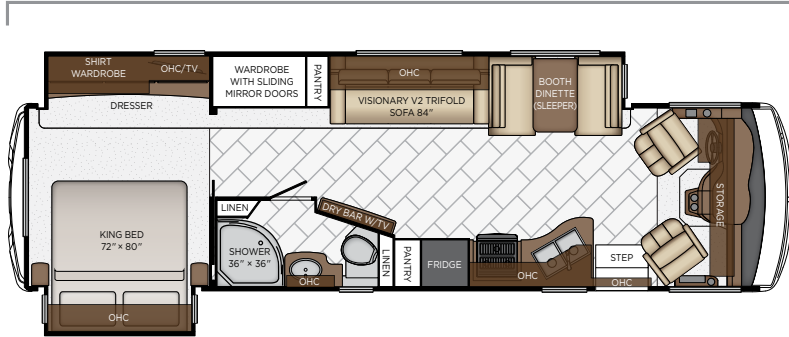 SHIRT
WARDROBE
OHC/TV
DRESSER
WARDROBE
WITH SLIDING
MIRROR DOORS
PANTRY
OHC
VISIONARY V2 TRIFOLD
SOFA 84"
BOOTH
DINETTE
(SLEEPER)
KING BED
72" × 80"
OHC
LINEN
SHOWER
36" × 36"
OHC
DRY BAR W/TV
LINEN
PANTRY
FRIDGE
OHC
STEP
OHC
STORAGE